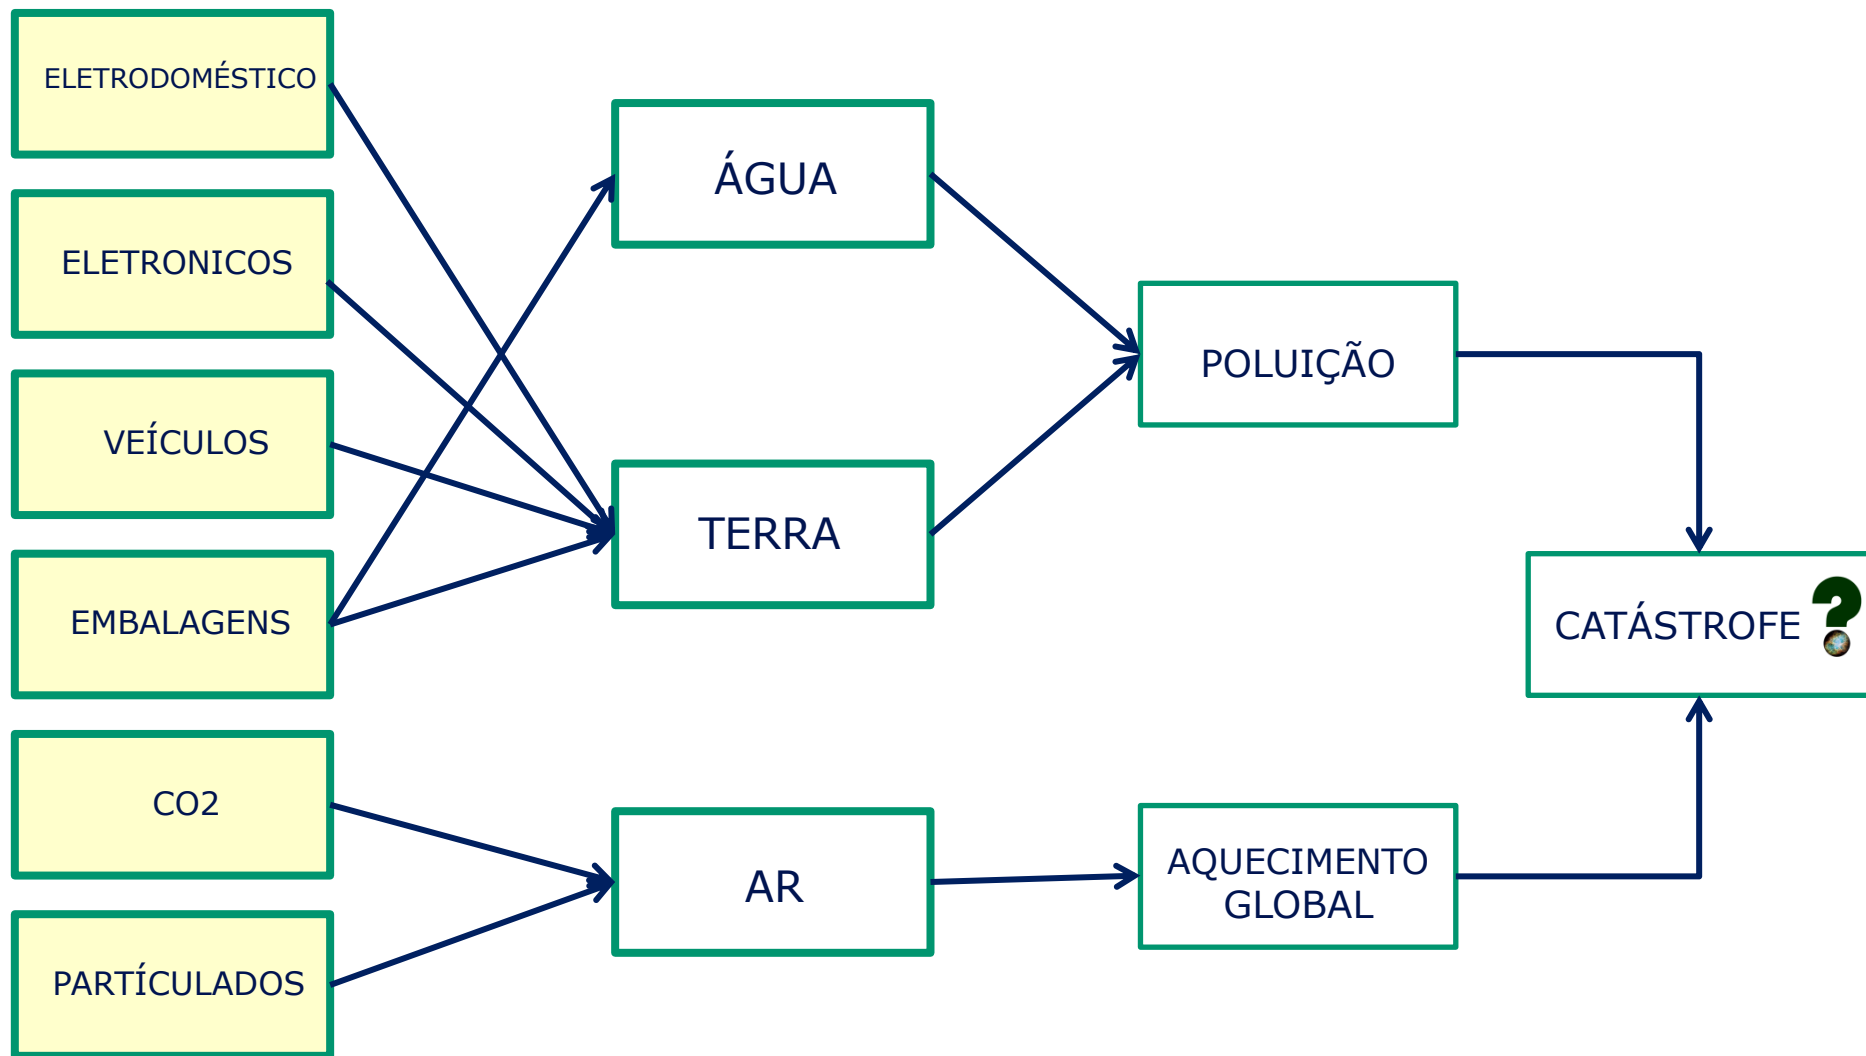 ELETRODOMÉSTICO
ELETRONICOS
VEÍCULOS
EMBALAGENS
CO2
PARTÍCULADOS
ÁGUA
TERRA
AR
POLUIÇÃO
AQUECIMENTO
GLOBAL
CATÁSTROFE ?